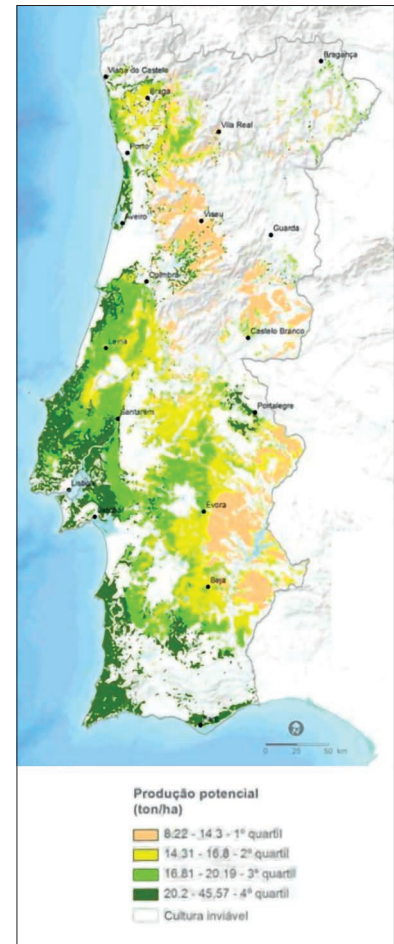 Bragança
Viana do Castelo
Braga
Vila Real
Porto
Aveiro
Viseu
Guarda
Coimbra
Castelo Branco
Leiria
Santarém
Portalegre
Lisboa
Évora
Setúbal
Beja
Faro
0 25 50 km
Produção potencial
(ton/ha)
8.22 - 14.3 - 1º quartil
14.31 - 16.8 - 2º quartil
16.81 - 20.19 - 3º quartil
20.2 - 45.57 - 4º quartil
Cultura inviável